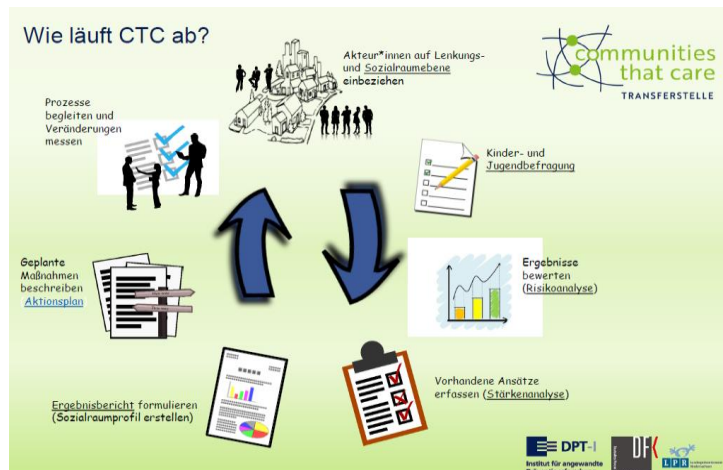 Wie läuft CTC ab?
Akteur*innen auf Lenkungs-
und Sozialraumebene
einbeziehen
communities
that care
TRANSFERSTELLE
Kinder- und
Jugendbefragung
Ergebnisse
bewerten
(Risikoanalyse)
Vorhandene Ansätze
erfassen (Stärkenanalyse)
Ergebnisbericht formulieren
(Sozialraumprofil erstellen)
Geplante
Maßnahmen
beschreiben
Aktionsplan
Prozesse
begleiten und
Veränderungen
messen
DPT-I
Institut für angewandte
DFK
LPR